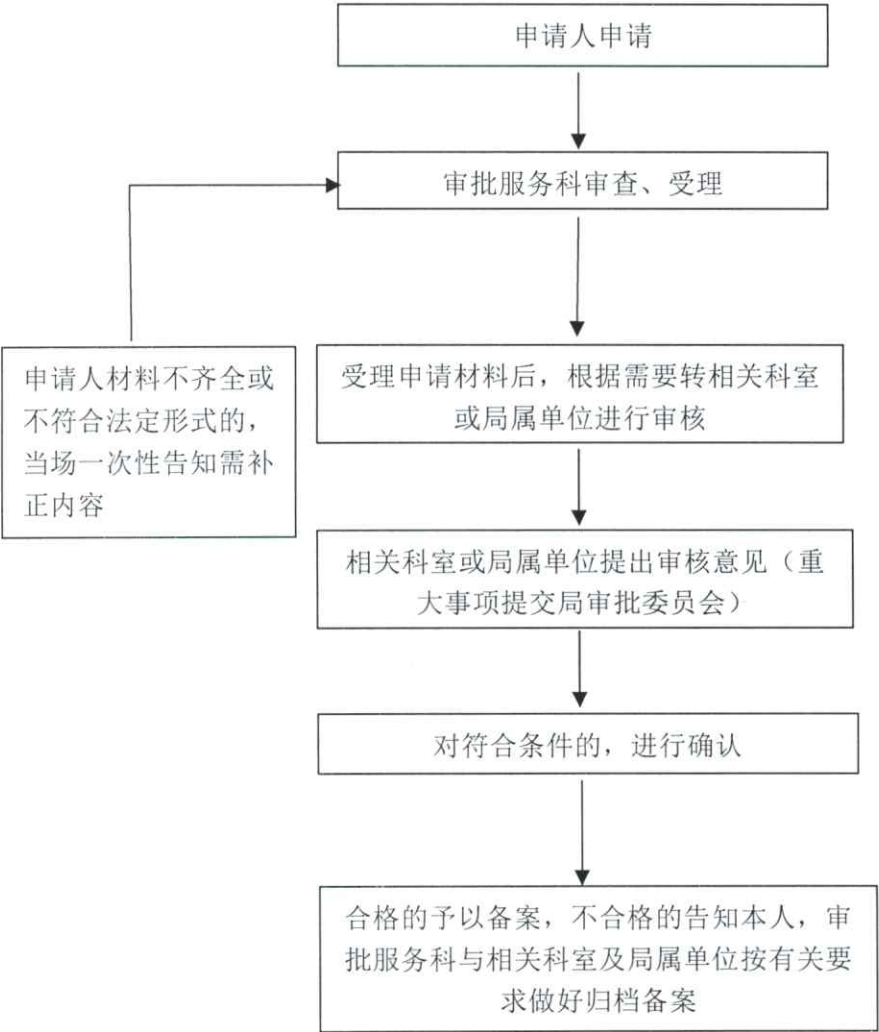 申请人申请
审批服务科审查、受理
申请人材料不齐全或
不符合法定形式的，
当场一次性告知需补
正内容
受理申请材料后，根据需要转相关科室
或局属单位进行审核
相关科室或局属单位提出审核意见（重
大事项提交局审批委员会）
对符合条件的，进行确认
合格的予以备案，不合格的告知本人，审
批服务科与相关科室及局属单位按有关要
求做好归档备案